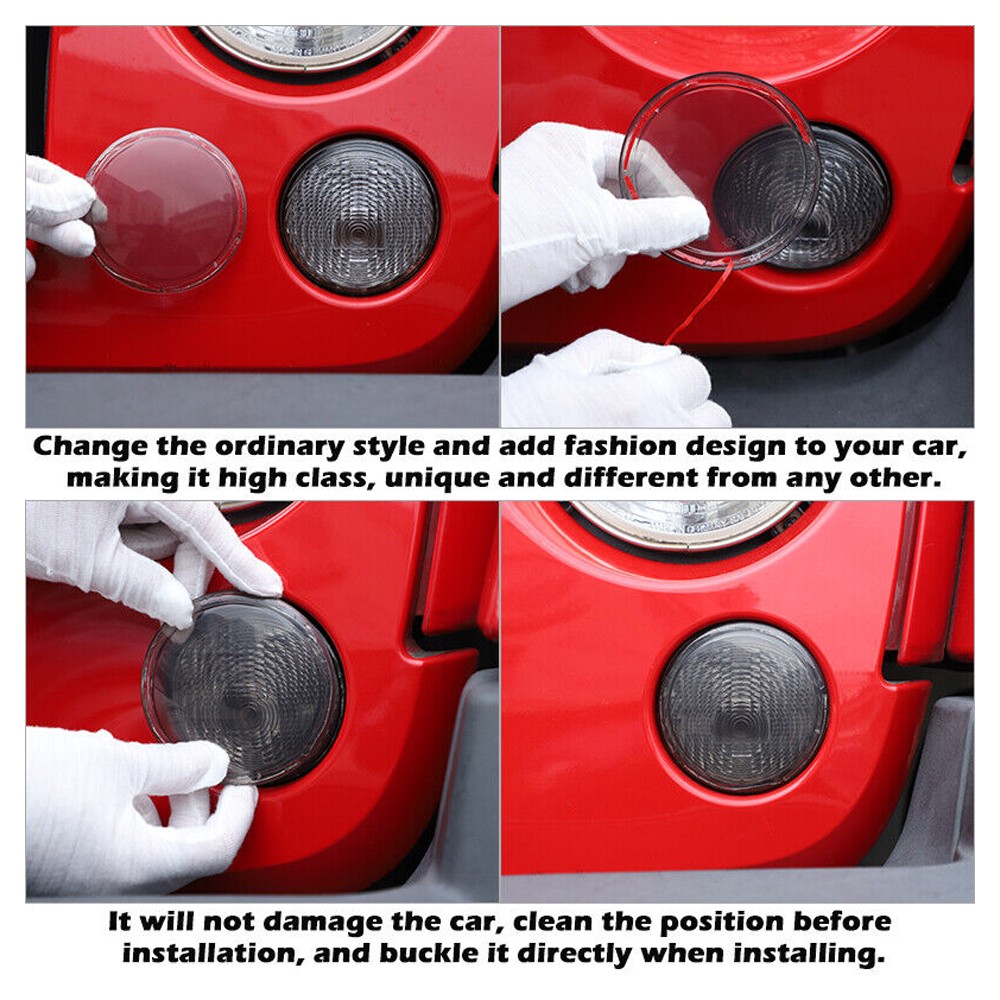 Change the ordinary style and add fashion design to your car,
making it high class, unique and different from any other.
It will not damage the car, clean the position before
installation, and buckle it directly when installing.